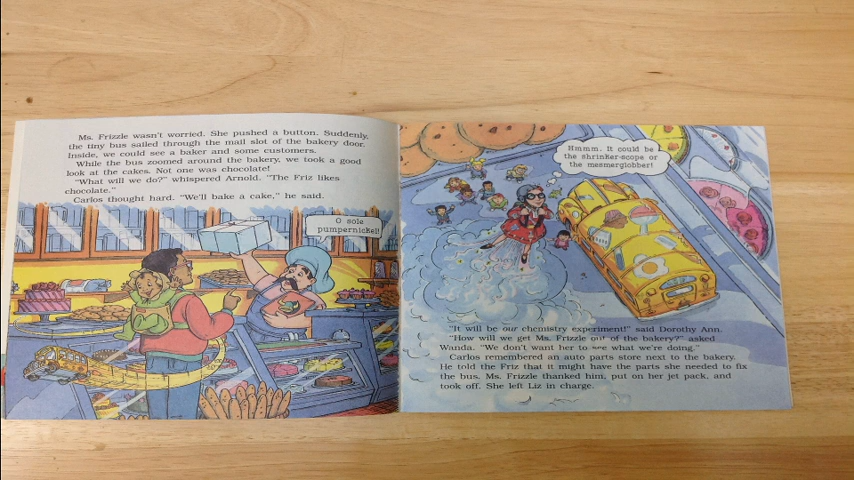 Ms. Frizzle wasn't worried. She pushed a button. Suddenly,
the tiny bus sailed through the mail slot of the bakery door.
Inside, we could see a baker and some customers.
While the bus zoomed around the bakery, we took a good
look at the cakes. Not one was chocolate!
"What will we do?" whispered Arnold. "The Friz likes
chocolate."
Carlos thought hard. "We'll bake a cake," he said.
O sole
pumpernickel!
Hmmm. It could be
the shrinker-scope or
the mesmerglobber!
"It will be our chemistry experiment!" said Dorothy Ann.
"How will we get Ms. Frizzle out of the bakery?" asked
Wanda. "We don't want her to see what we're doing."
Carlos remembered an auto parts store next to the bakery.
He told the Friz that it might have the parts she needed to fix
the bus. Ms. Frizzle thanked him, put on her jet pack, and
took off. She left Liz in charge.